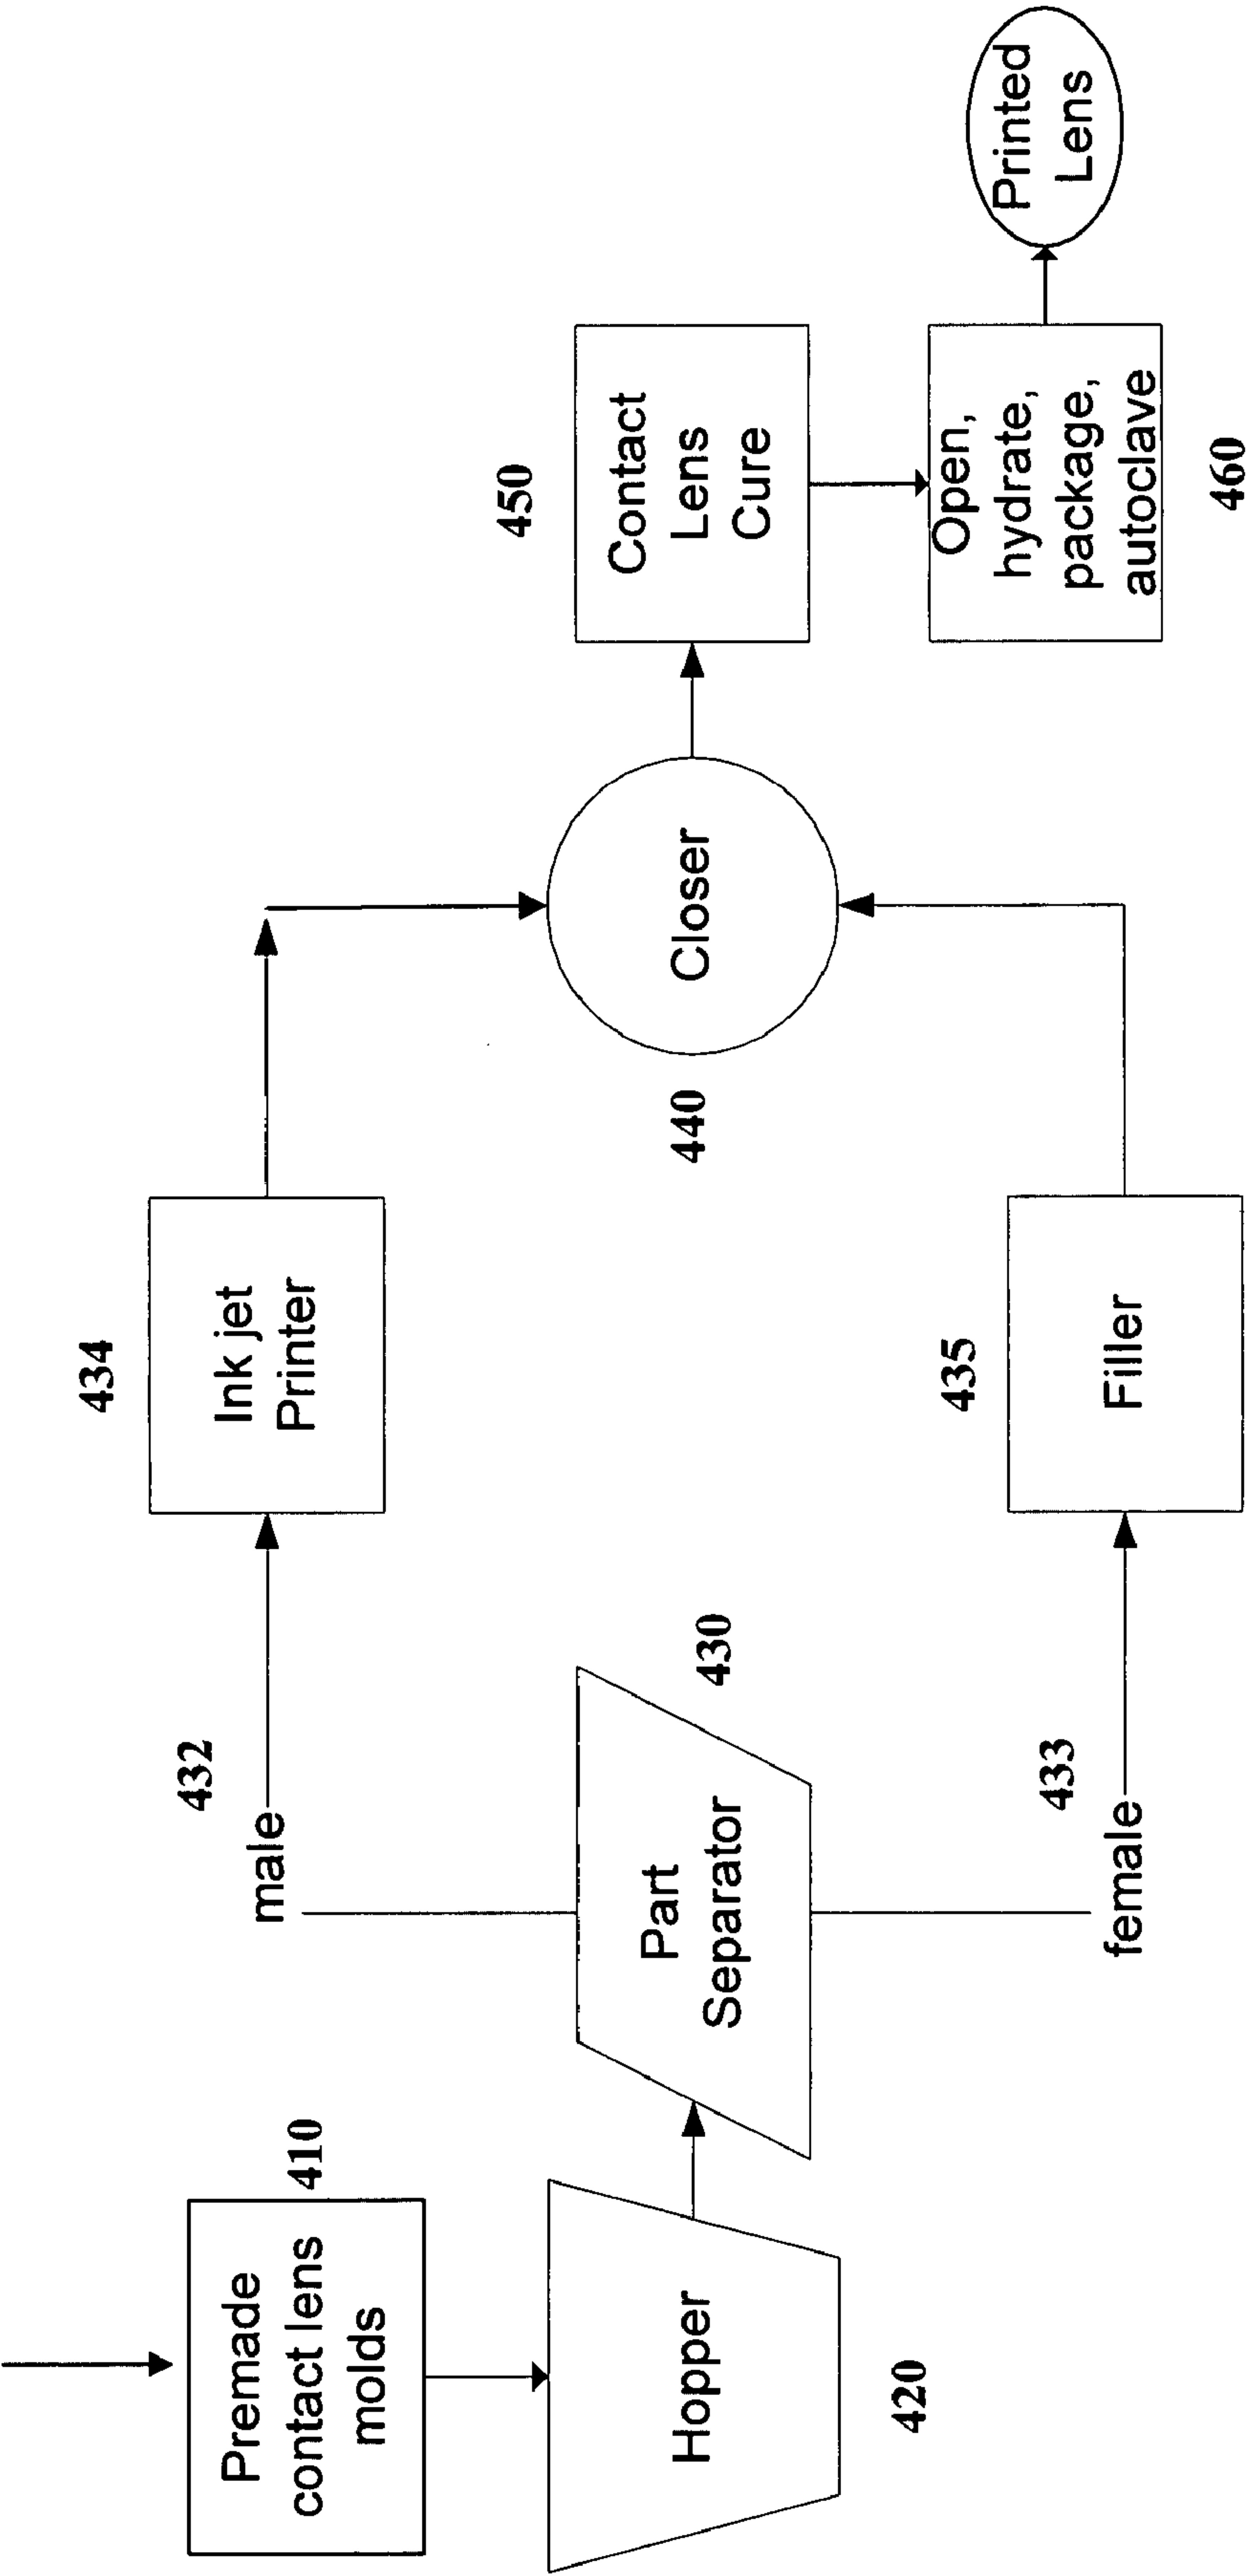 Premade
contact lens
molds
410
Hopper
420
Part
Separator
430
male
432
female
433
434
Ink jet
Printer
435
Filler
Closer
440
450
Contact
Lens
Cure
Open,
hydrate,
package,
autoclave
460
Printed
Lens